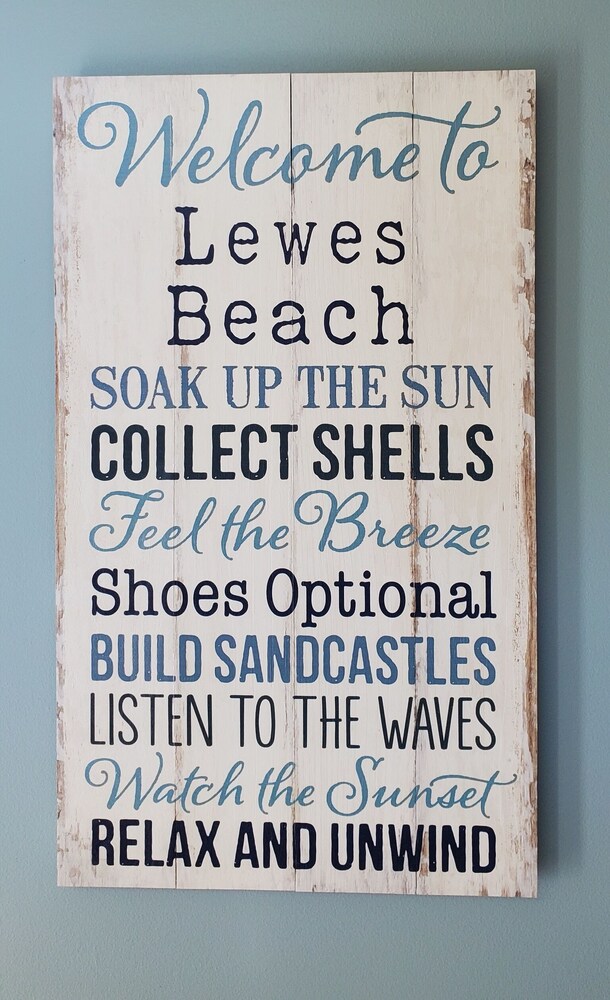 Welcome to
Lewes
Beach
SOAK UP THE SUN
COLLECT SHELLS
Feel the Breeze
Shoes Optional
BUILD SANDCASTLES
LISTEN TO THE WAVES
Watch the Sunset
RELAX AND UNWIND